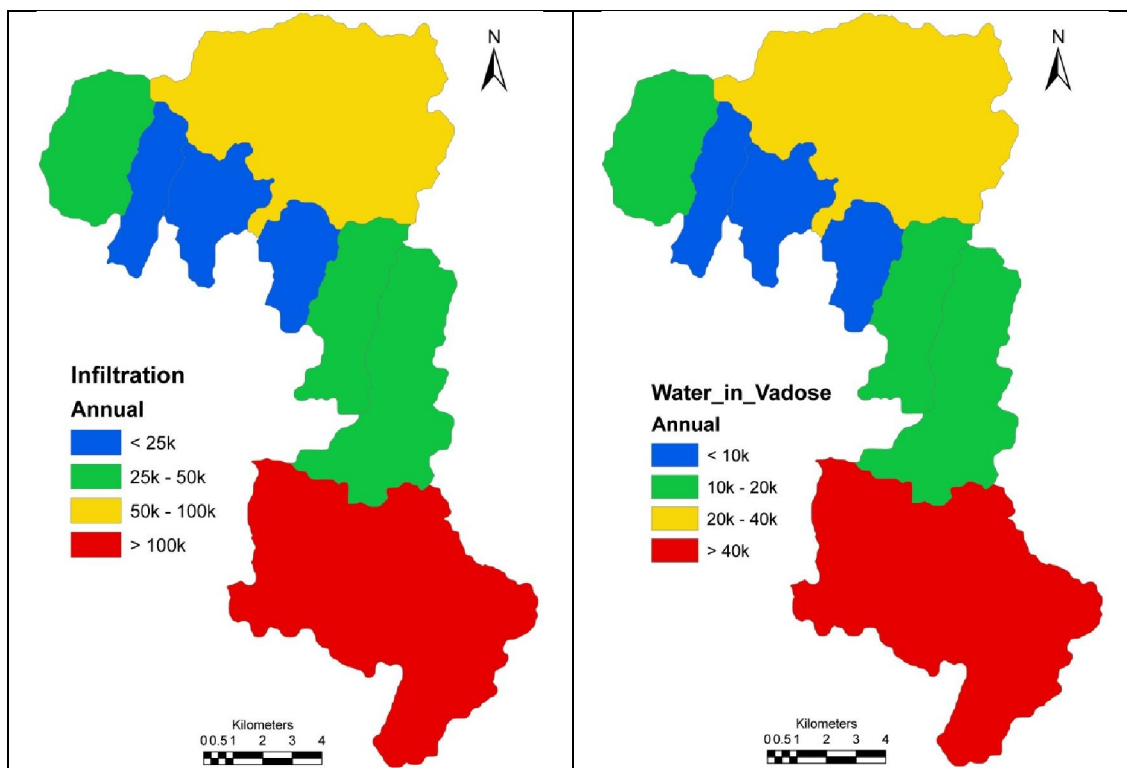 N
Infiltration
Annual
< 25k
25k - 50k
50k - 100k
> 100k
Kilometers
0 0.5 1 2 3 4
N
Water_in_Vadose
Annual
< 10k
10k - 20k
20k - 40k
> 40k
Kilometers
0 0.5 1 2 3 4